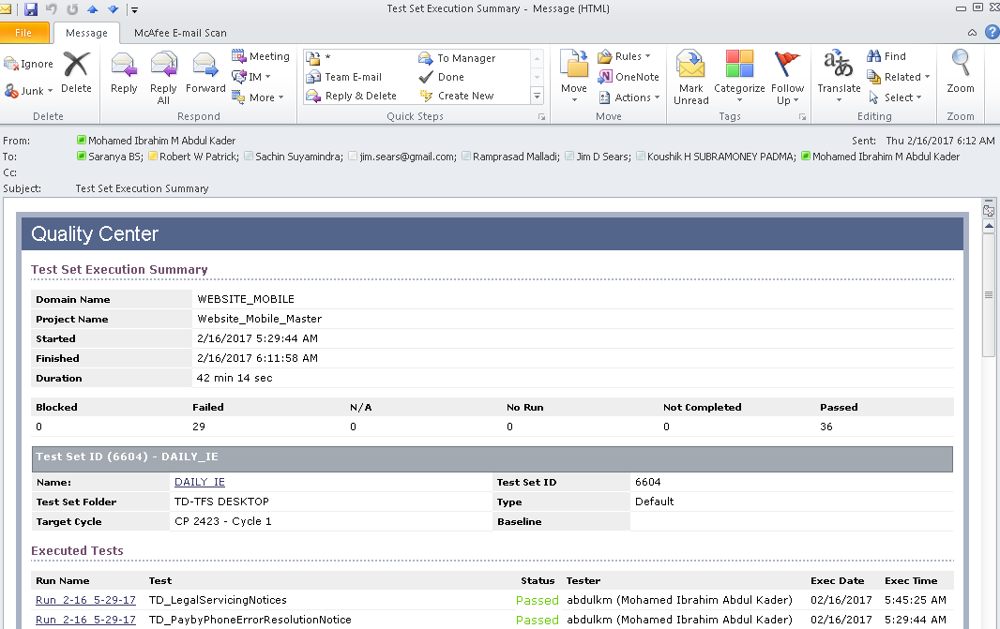 Test Set Execution Summary - Message (HTML)
File Message McAfee E-mail Scan
Ignore Junk Delete Delete
Reply Reply All Forward Meeting IM More Respond
* To Manager
Team E-mail Done
Reply & Delete Create New
Quick Steps
Move Rules OneNote Actions Move
Mark Unread Categorize Follow Up Tags
Translate Find Related Select Editing
Zoom Zoom
From: Mohamed Ibrahim M Abdul Kader Sent: Thu 2/16/2017 6:12 AM
To: Saranya BS; Robert W Patrick; Sachin Suyamindra; jim.sears@gmail.com; Ramprasad Malladi; Jim D Sears; Koushik H SUBRAMONEY PADMA; Mohamed Ibrahim M Abdul Kader
Cc:
Subject: Test Set Execution Summary
Quality Center
Test Set Execution Summary
Domain Name WEBSITE_MOBILE
Project Name Website_Mobile_Master
Started 2/16/2017 5:29:44 AM
Finished 2/16/2017 6:11:58 AM
Duration 42 min 14 sec
Blocked Failed N/A No Run Not Completed Passed
0 29 0 0 0 36
Test Set ID (6604) - DAILY_IE
Name: DAILY_IE Test Set ID 6604
Test Set Folder TD-TFS DESKTOP Type Default
Target Cycle CP 2423 - Cycle 1 Baseline
Executed Tests
Run Name Test Status Tester Exec Date Exec Time
Run_2-16_5-29-17 TD_LegalServicingNotices Passed abdulkm (Mohamed Ibrahim Abdul Kader) 02/16/2017 5:45:25 AM
Run_2-16_5-29-17 TD_PaybyPhoneErrorResolutionNotice Passed abdulkm (Mohamed Ibrahim Abdul Kader) 02/16/2017 5:29:44 AM